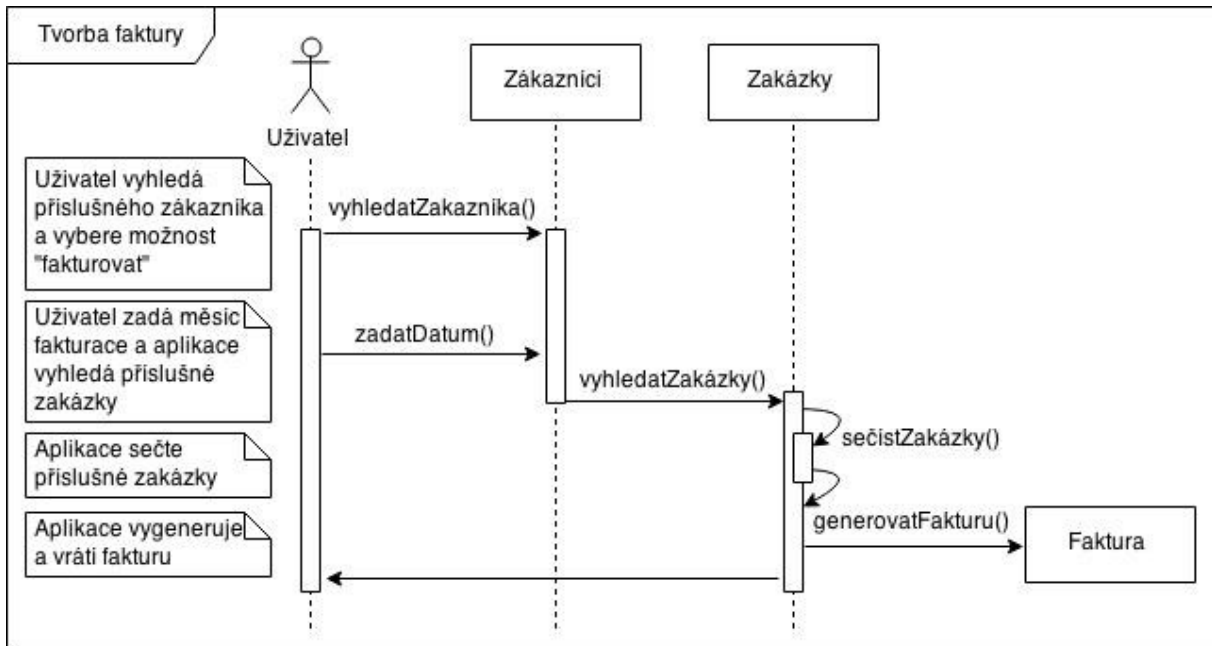 Tvorba faktury
Zákazníci
Zakázky
Uživatel
Uživatel vyhledá
příslušného zákazníka
a vybere možnost
"fakturovat"
vyhledatZakaznika()
Uživatel zadá měsíc
fakturace a aplikace
vyhledá příslušné
zakázky
zadatDatum()
vyhledatZakázky()
Aplikace sečte
příslušné zakázky
sečístZakázky()
Aplikace vygeneruje
a vrátí fakturu
generovatFakturu()
Faktura